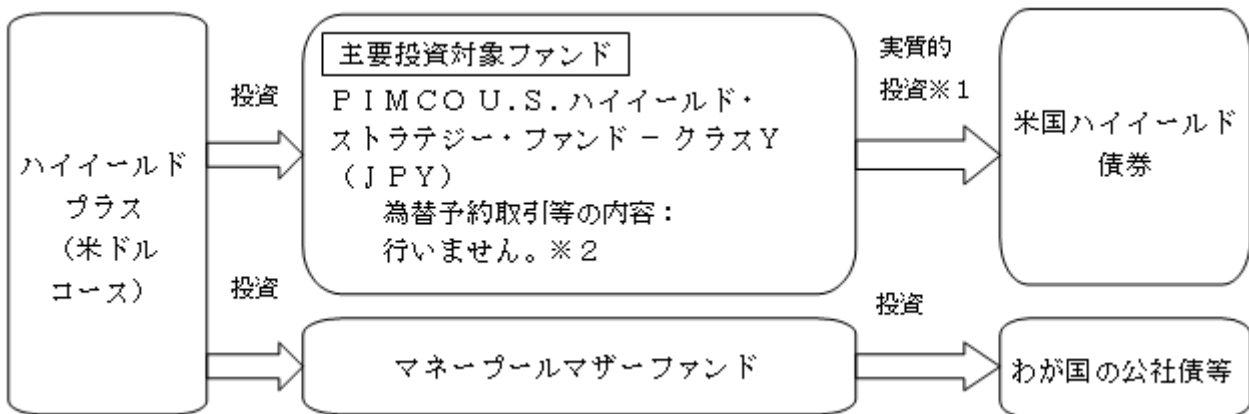 ハイイールド
プラス
(米ドル
コース)
投資
投資
主要投資対象ファンド
ＰＩＭＣＯ U.S.ハイイールド・
ストラテジー・ファンド－クラスＹ
（ＪＰＹ）
為替予約取引等の内容：
行いません。※２
マネープールマザーファンド
実質的
投資※１
投資
米国ハイイールド
債券
わが国の公社債等